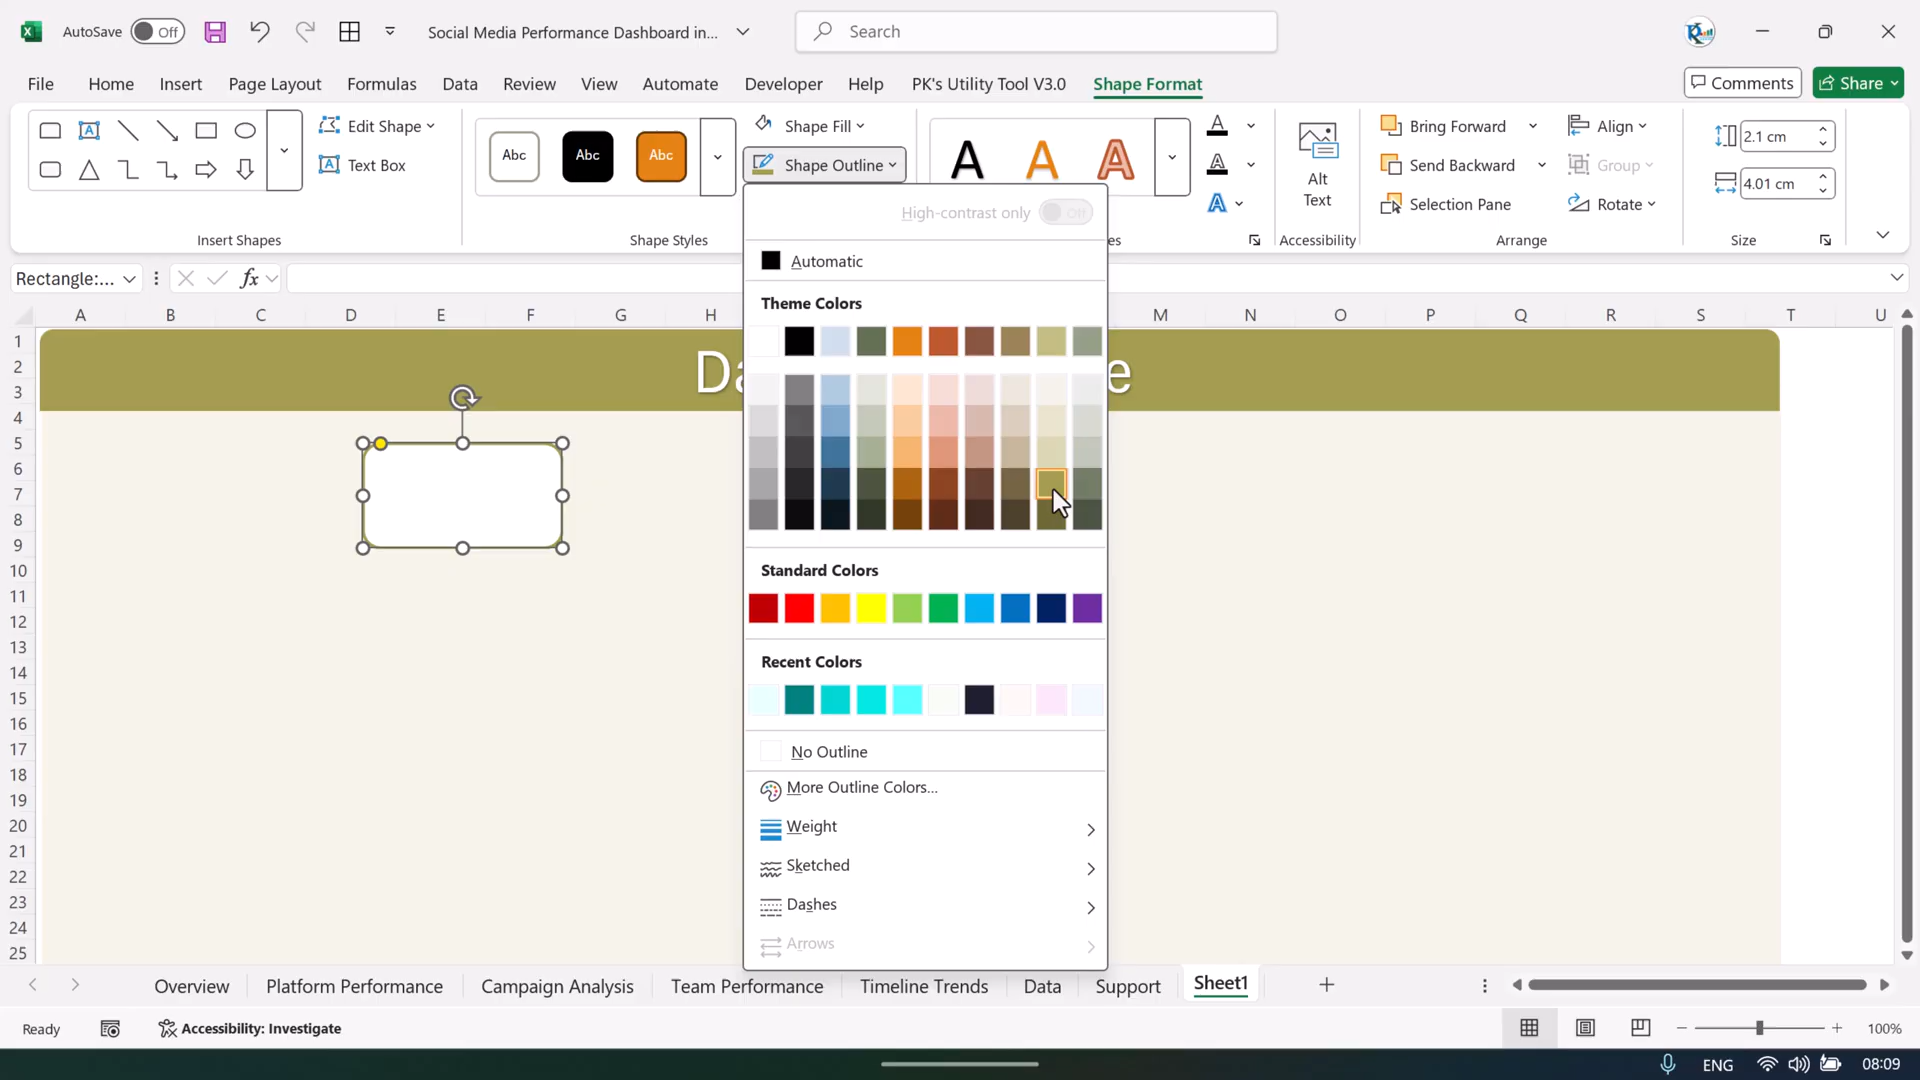 AutoSave Off
Social Media Performance Dashboard in...
Search
File Home Insert Page Layout Formulas Data Review View Automate Developer Help PK's Utility Tool V3.0 Shape Format
Comments Share
Edit Shape
Text Box
Insert Shapes
Abc Abc Abc
Shape Styles
Shape Fill
Shape Outline
A A A
Alt
Text
Accessibility
Bring Forward
Send Backward
Selection Pane
Align
Group
Rotate
Arrange
2.1 cm
4.01 cm
Size
Rectangle:...
fx
High-contrast only Off
Automatic
Theme Colors
Standard Colors
Recent Colors
No Outline
More Outline Colors...
Weight
Sketched
Dashes
Arrows
A B C D E F G H M N O P Q R S T U
1
2
3
4
5
6
7
8
9
10
11
12
13
14
15
16
17
18
19
20
21
22
23
24
25
Overview Platform Performance Campaign Analysis Team Performance Timeline Trends Data Support Sheet1
Ready
Accessibility: Investigate
100%
ENG
08:09